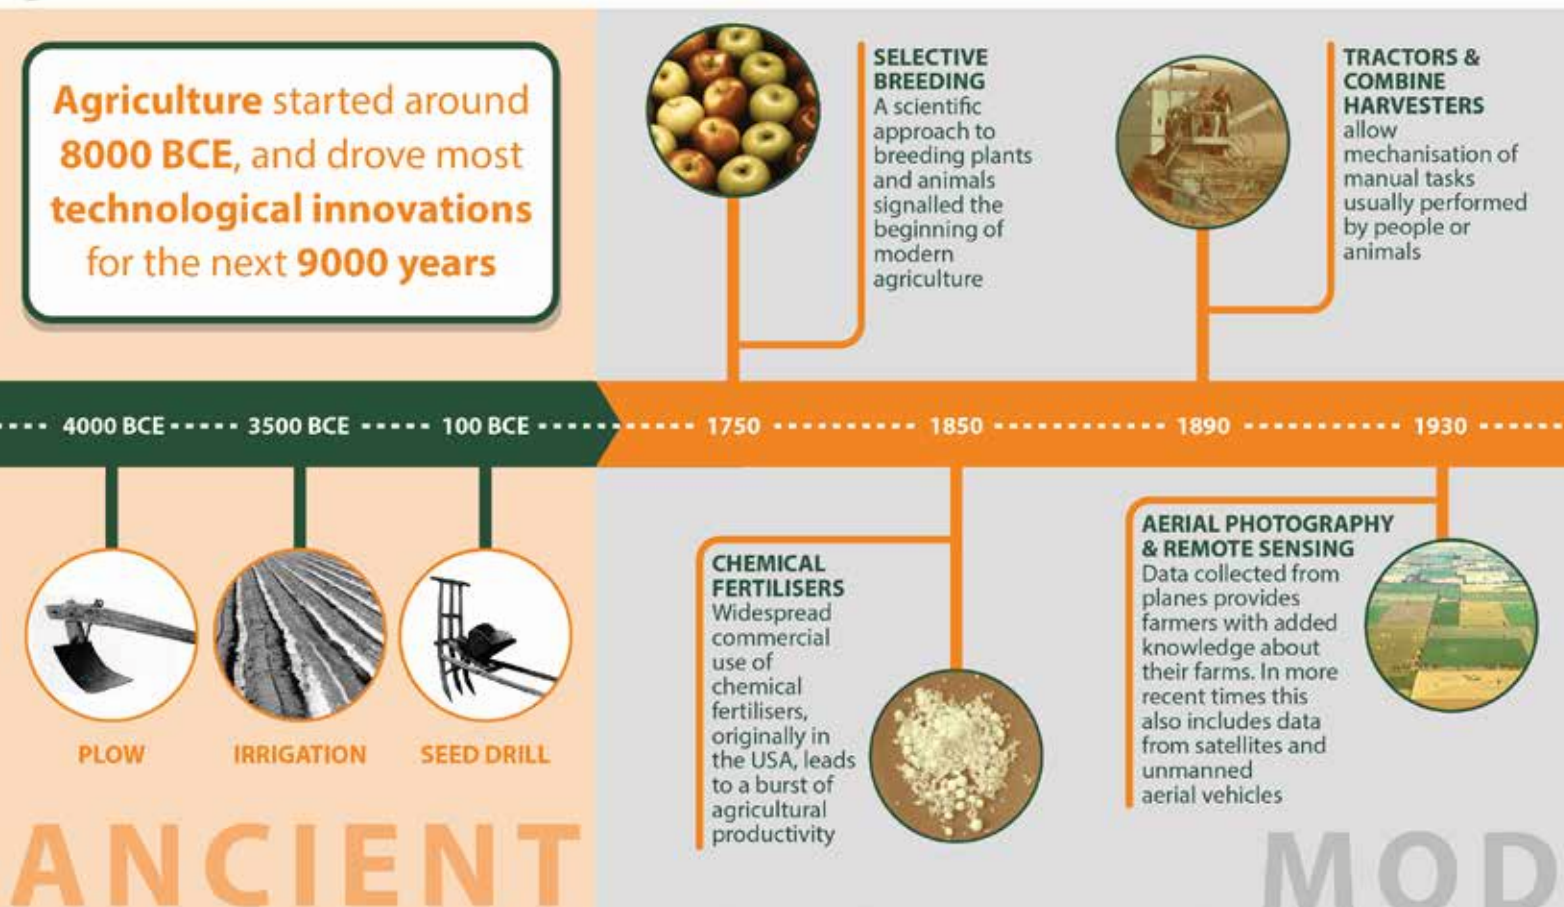 Agriculture started around
8000 BCE, and drove most
technological innovations
for the next 9000 years
SELECTIVE
BREEDING
A scientific
approach to
breeding plants
and animals
signalled the
beginning of
modern
agriculture
TRACTORS &
COMBINE
HARVESTERS
allow
mechanisation of
manual tasks
usually performed
by people or
animals
4000 BCE 3500 BCE 100 BCE 1750 1850 1890 1930
PLOW
IRRIGATION
SEED DRILL
CHEMICAL
FERTILISERS
Widespread
commercial
use of
chemical
fertilisers,
originally in
the USA, leads
to a burst of
agricultural
productivity
AERIAL PHOTOGRAPHY
& REMOTE SENSING
Data collected from
planes provides
farmers with added
knowledge about
their farms. In more
recent times this
also includes data
from satellites and
unmanned
aerial vehicles
ANCIENT
MOD